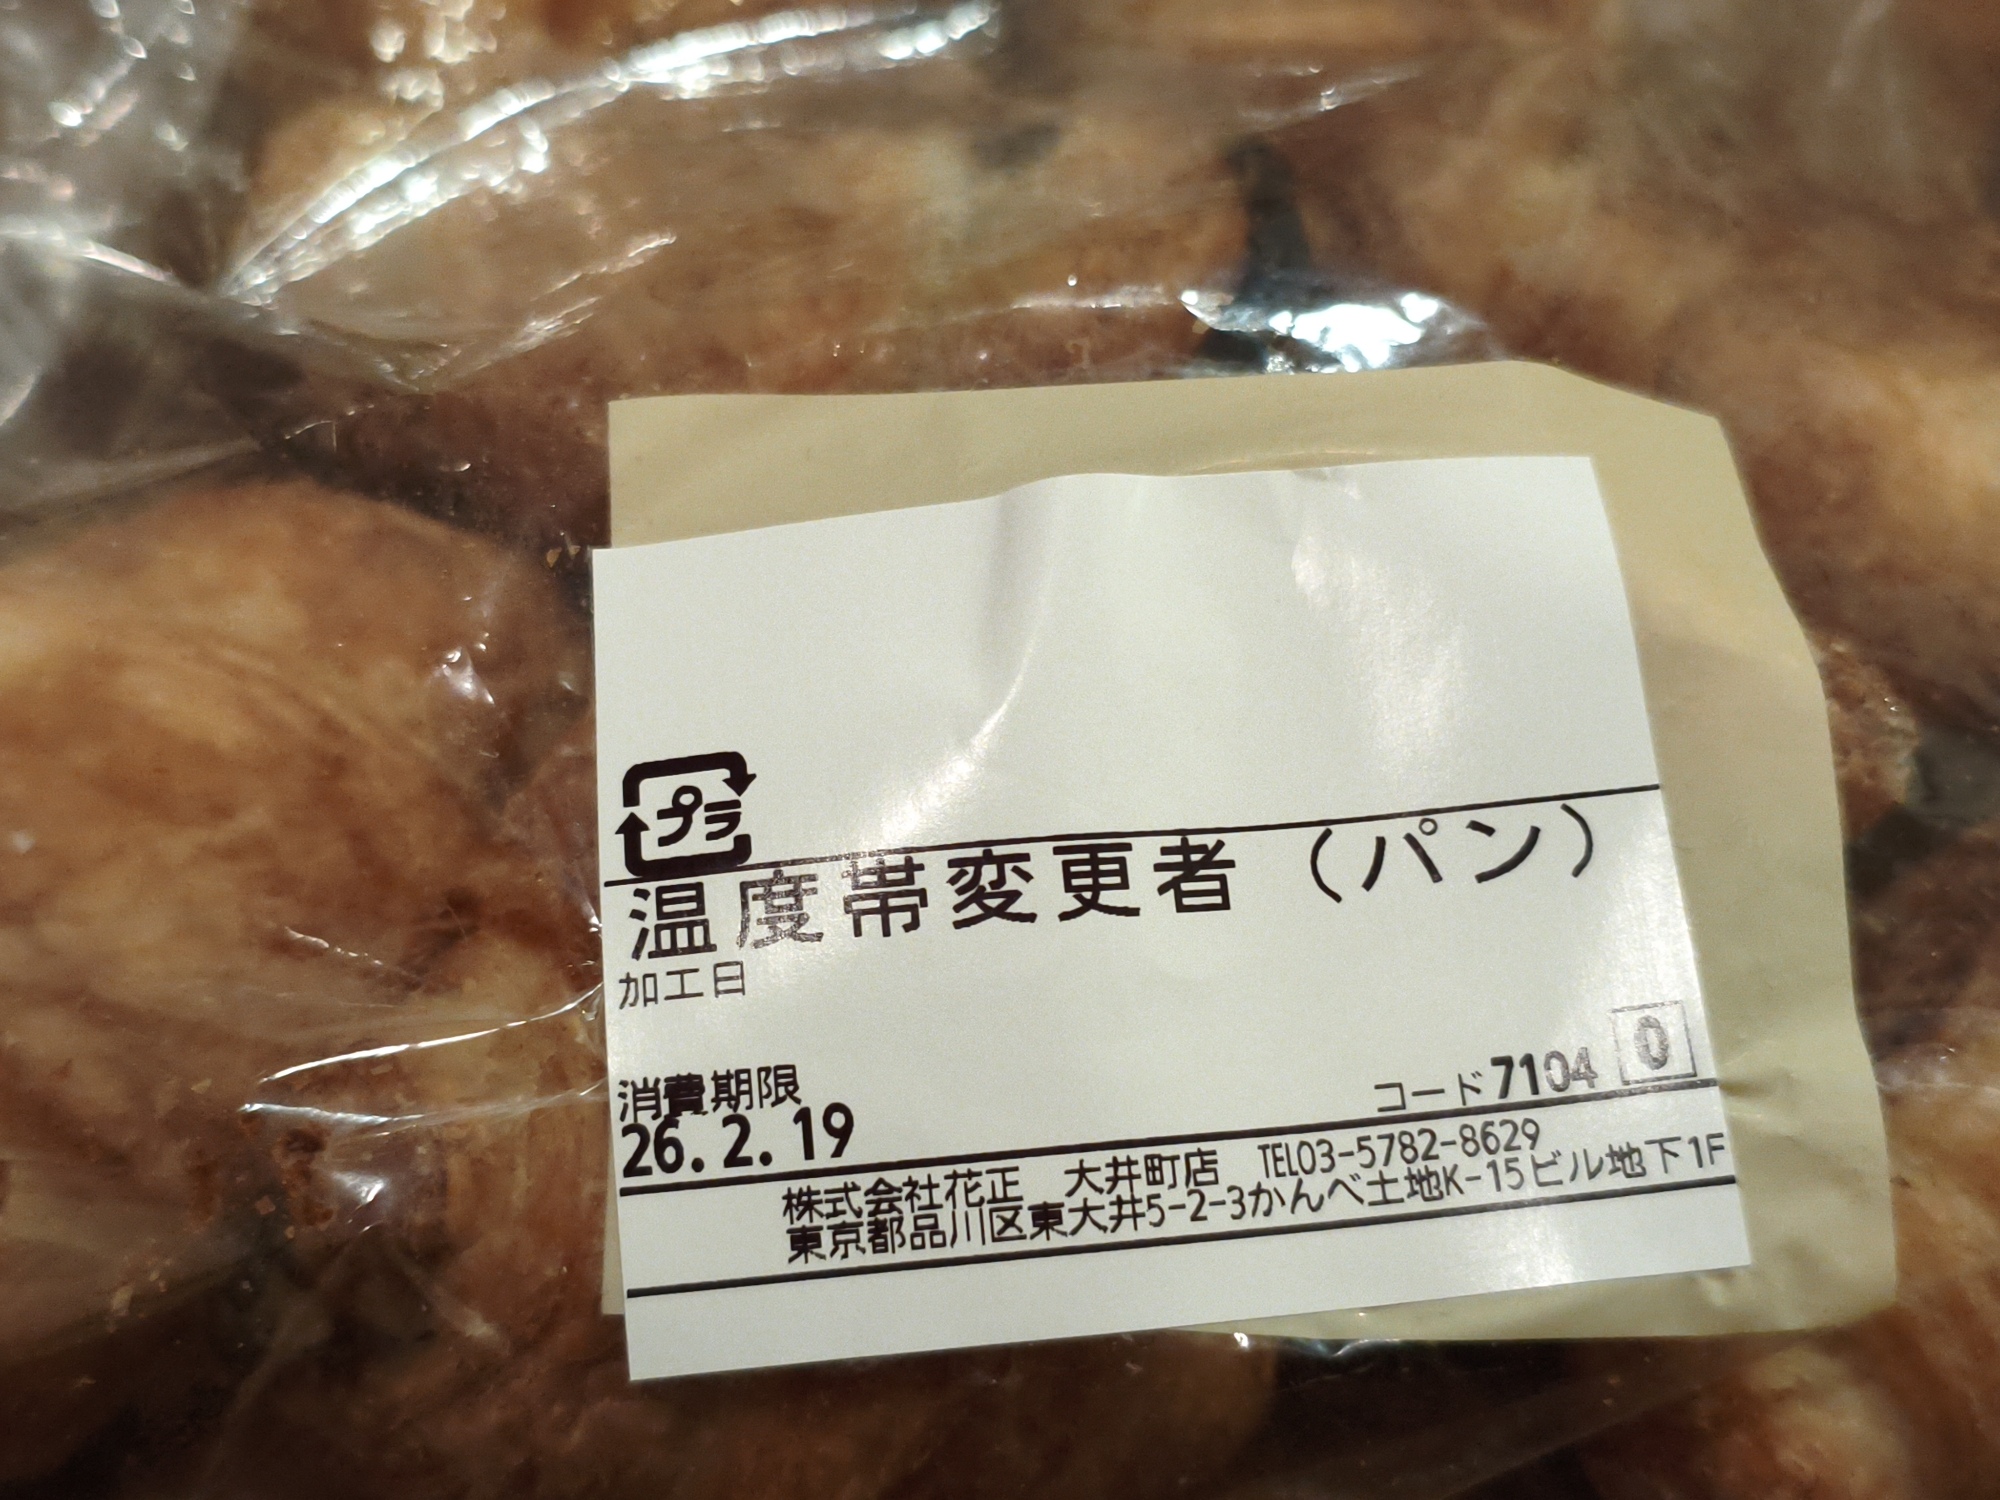 プラ
温度帯変更者（パン）
加工日
消費期限
26.2.19
コード7104 0
株式会社花正 大井町店 TEL03-5782-8629
東京都品川区東大井5-2-3かんべ土地K-15ビル地下1F